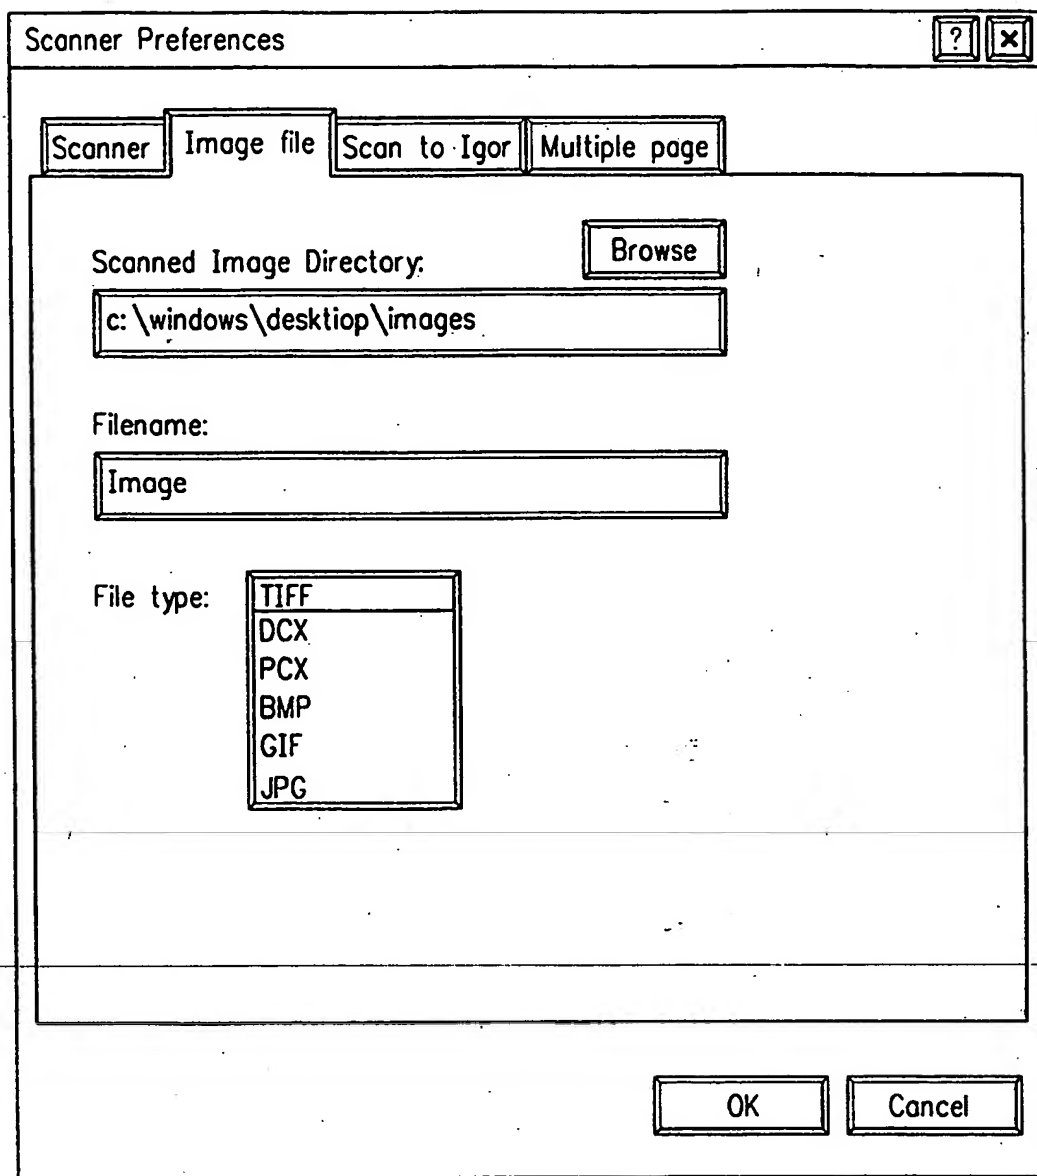 Scanner Preferences ? ×
Scanner Image file Scan to Igor Multiple page
Browse
Scanned Image Directory:
c:\windows\desktiop\images
Filename:
Image
File type: TIFF
DCX
PCX
BMP
GIF
JPG
OK Cancel